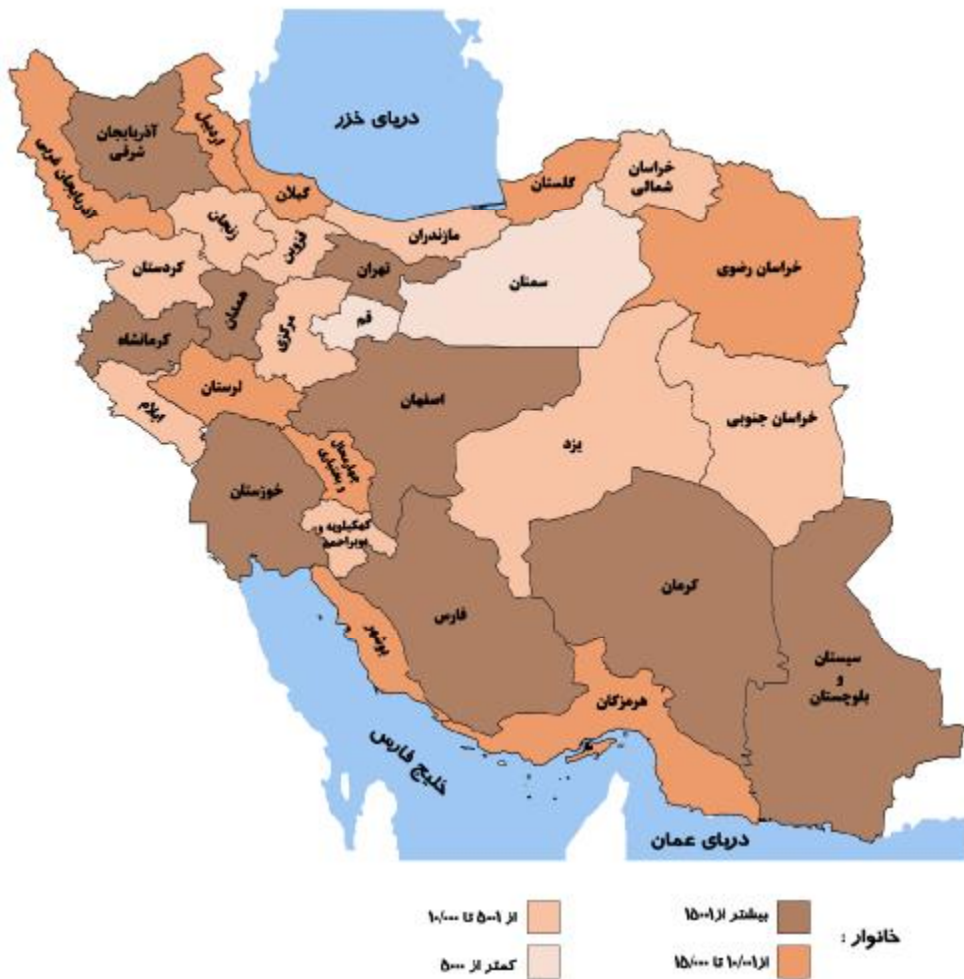 دریای خزر
آذربایجان
شرقی
اردبیل
آذربایجان غربی
گیلان
گلستان
خراسان
شمالی
زنجان
قزوین
مازندران
کردستان
تهران
سمنان
خراسان رضوی
همدان
کرمانشاه
مرکزی
قم
لرستان
ایلام
اصفهان
یزد
خراسان جنوبی
چهارمحال
و بختیاری
خوزستان
کهکیلویه و
بویراحمد
فارس
کرمان
بوشهر
سیستان
و
بلوچستان
هرمزگان
خلیج فارس
دریای عمان
خانوار :
بیشتر از ۱۵۰۰۱
از ۱۰/۰۰۱ تا ۱۵/۰۰۰
از ۵۰۰۱ تا ۱۰/۰۰۰
کمتر از ۵۰۰۰